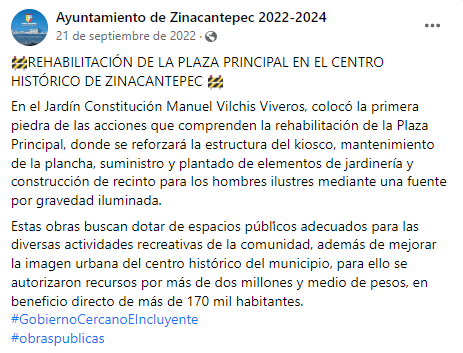 Ayuntamiento de Zinacantepec 2022-2024
21 de septiembre de 2022 ·
🚧REHABILITACIÓN DE LA PLAZA PRINCIPAL EN EL CENTRO
HISTÓRICO DE ZINACANTEPEC 🚧
En el Jardín Constitución Manuel Vilchis Viveros, colocó la primera
piedra de las acciones que comprenden la rehabilitación de la Plaza
Principal, donde se reforzará la estructura del kiosco, mantenimiento
de la plancha, suministro y plantado de elementos de jardinería y
construcción de recinto para los hombres ilustres mediante una fuente
por gravedad iluminada.
Estas obras buscan dotar de espacios públicos adecuados para las
diversas actividades recreativas de la comunidad, además de mejorar
la imagen urbana del centro histórico del municipio, para ello se
autorizaron recursos por más de dos millones y medio de pesos, en
beneficio directo de más de 170 mil habitantes.
#GobiernoCercanoEIncluyente
#obraspublicas